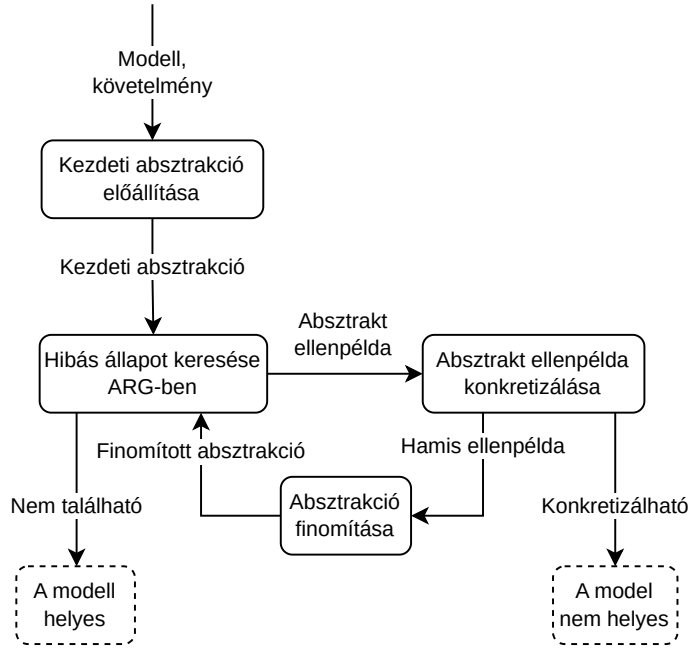 Modell,
követelmény
Kezdeti absztrakció
előállítása
Kezdeti absztrakció
Absztrakt
ellenpélda
Hibás állapot keresése
ARG-ben
Absztrakt ellenpélda
konkretizálása
Finomított absztrakció
Hamis ellenpélda
Absztrakció
finomítása
Nem található
Konkretizálható
A modell
helyes
A model
nem helyes